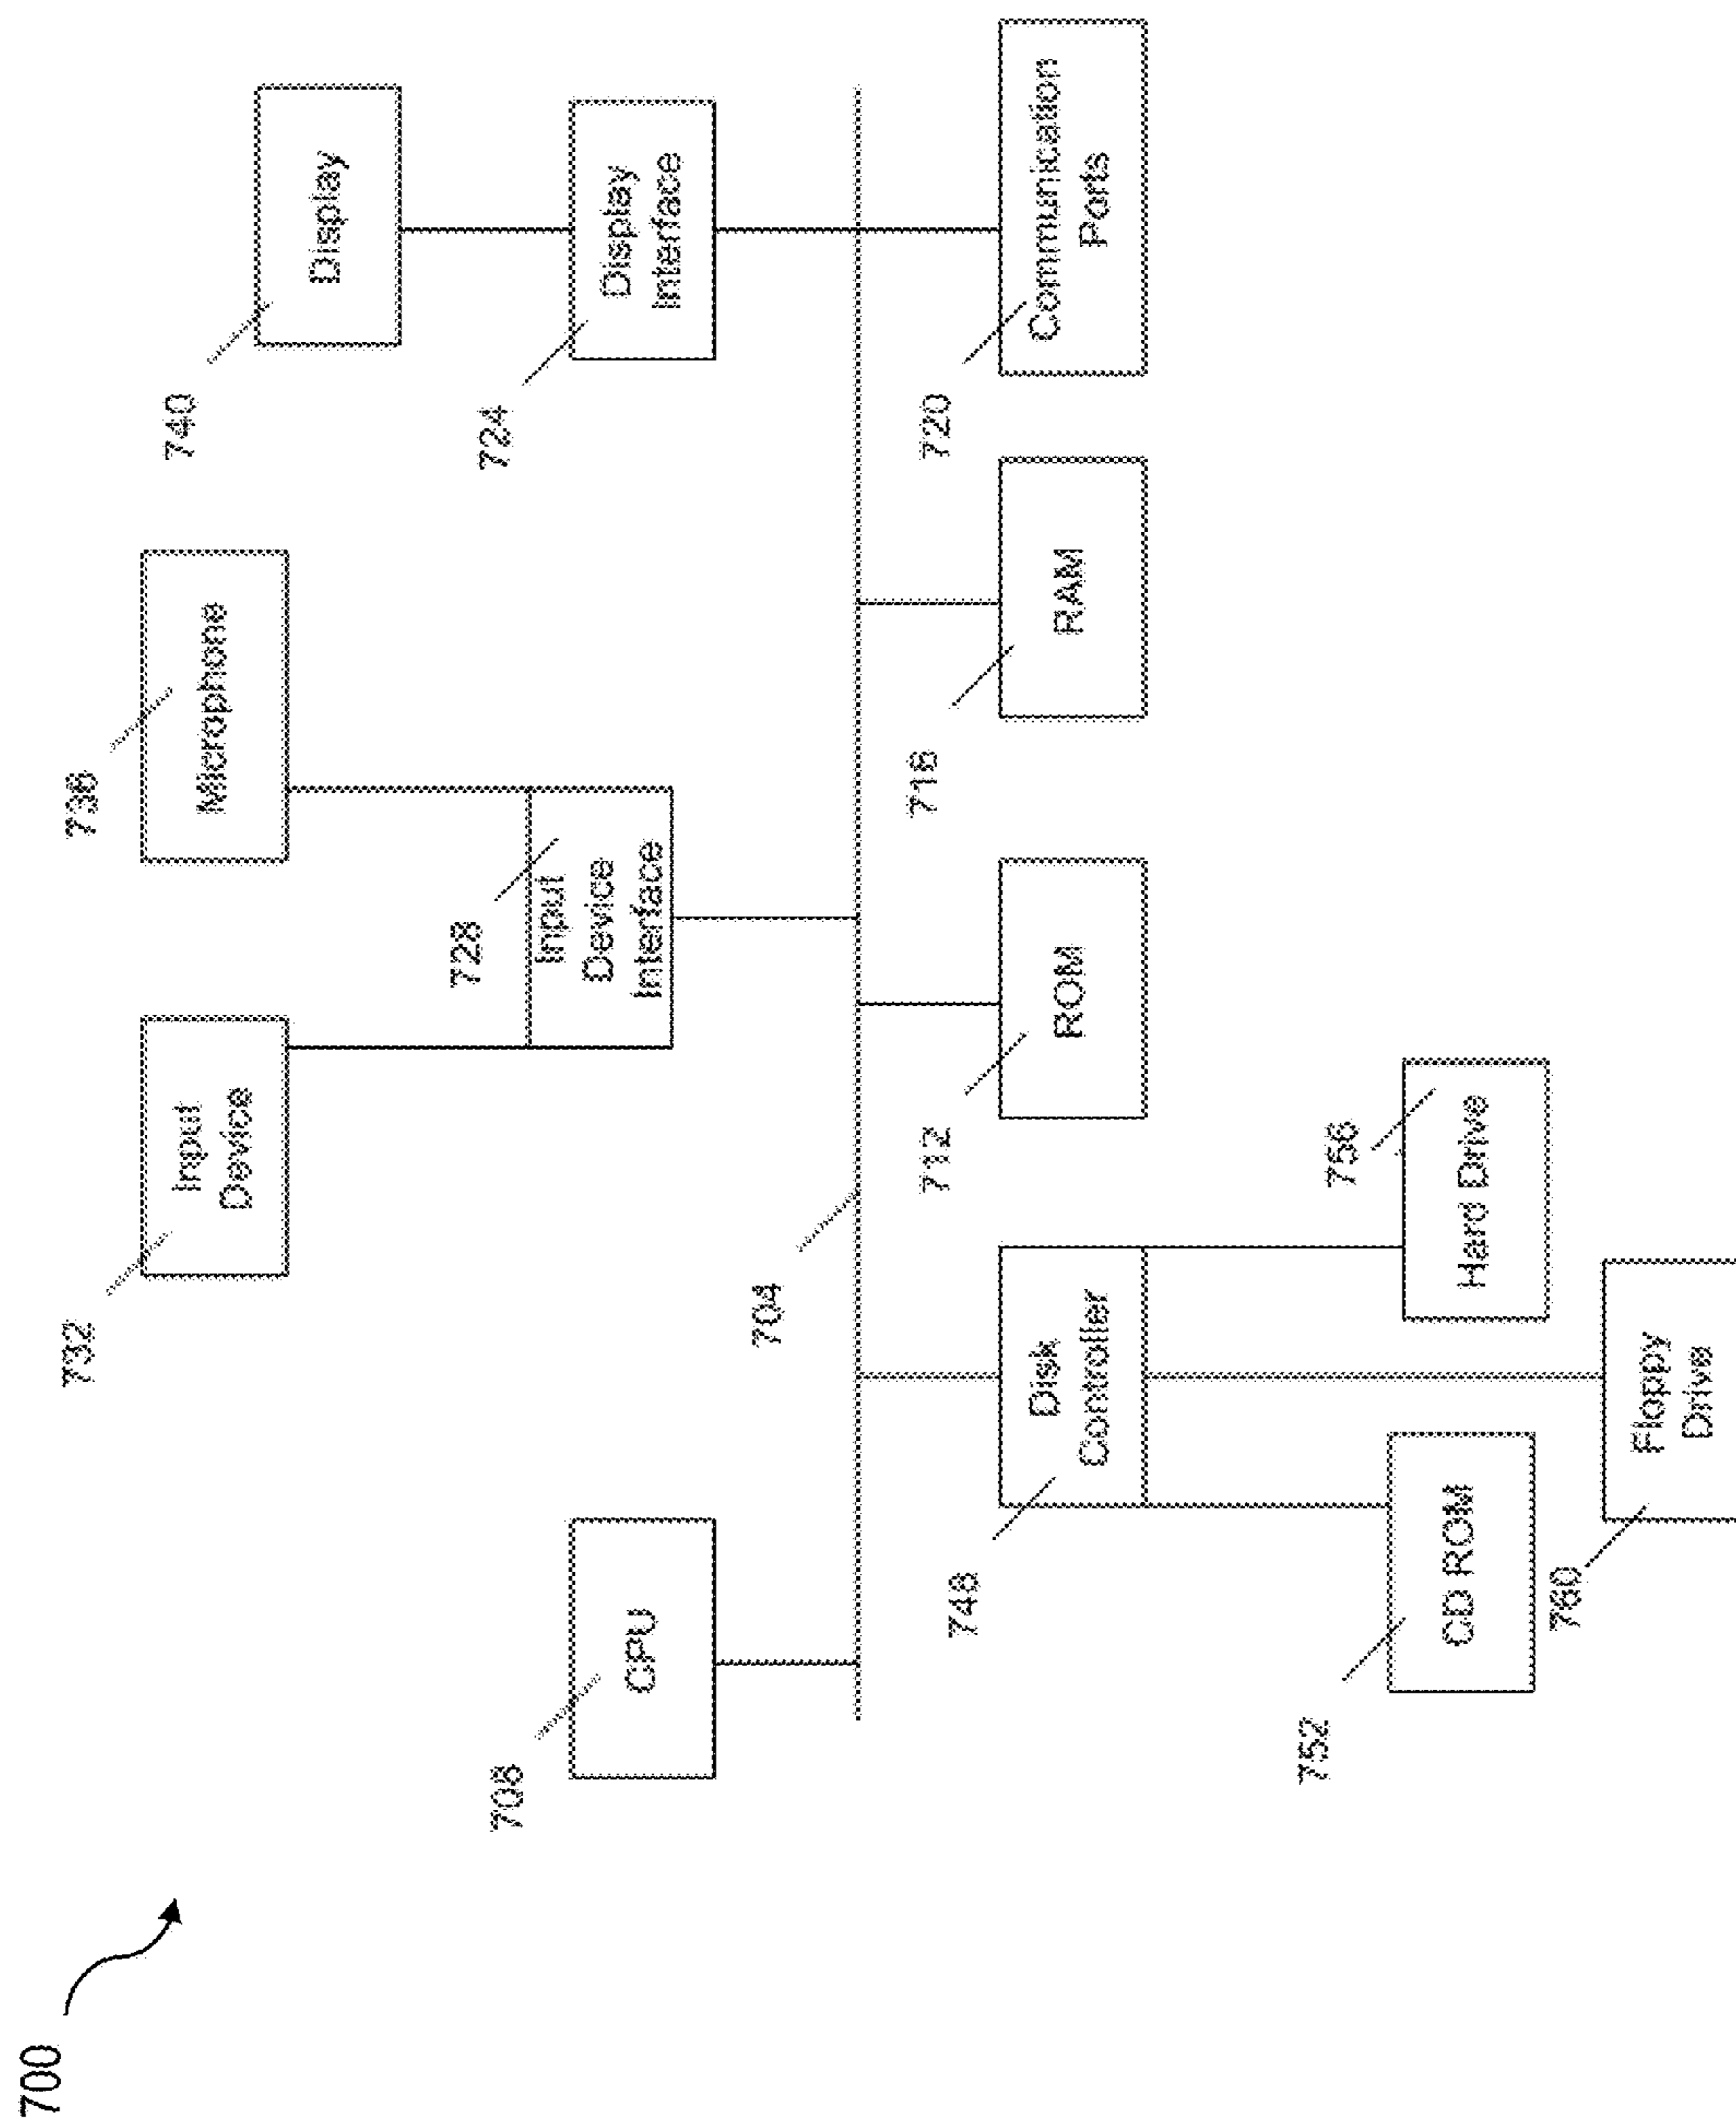 700
732
Input
Device
736
Microphone
740
Display
708
CPU
728
Input
Device
Interface
724
Display
Interface
704
748
Disk
Controller
712
ROM
716
RAM
720
Communication
Ports
752
CD ROM
756
Hard Drive
760
Floppy
Drive